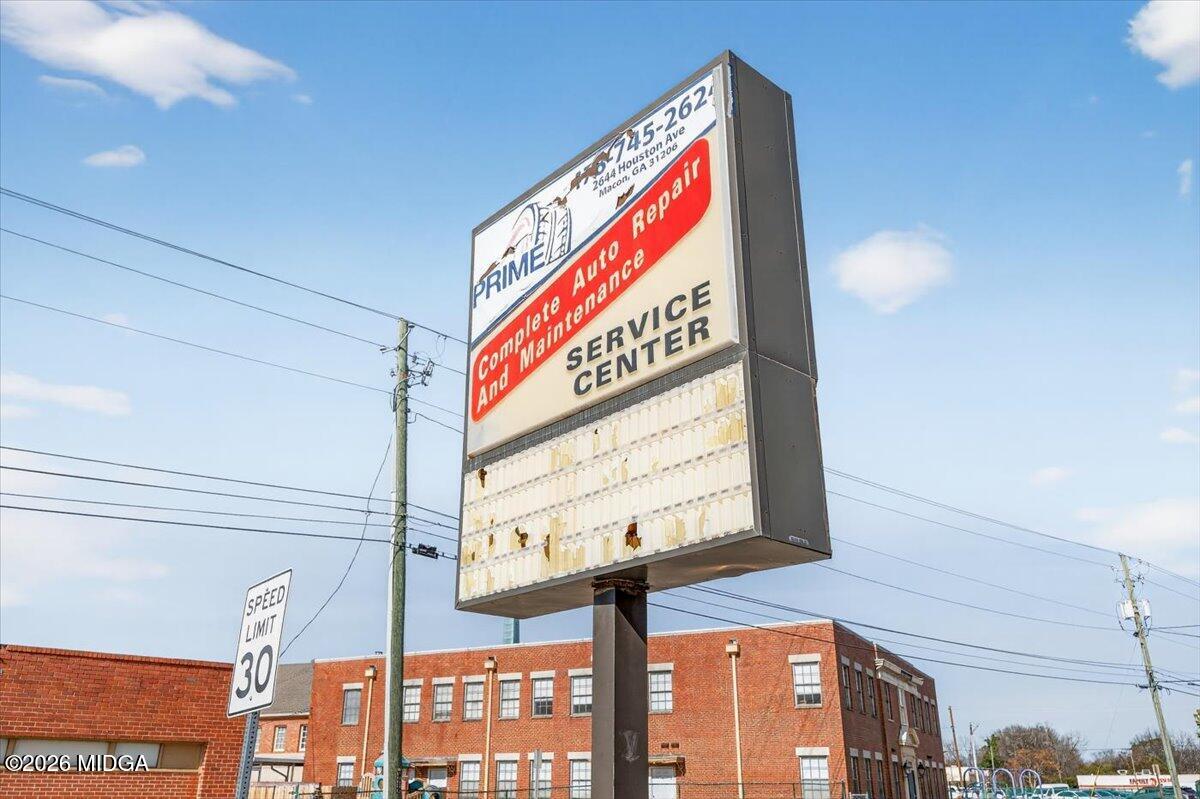 745-2624
2644 Houston Ave
Macon, GA 31206
PRIME
Complete Auto Repair
And Maintenance
SERVICE
CENTER
SPEED
LIMIT
30
©2026 MIDGA